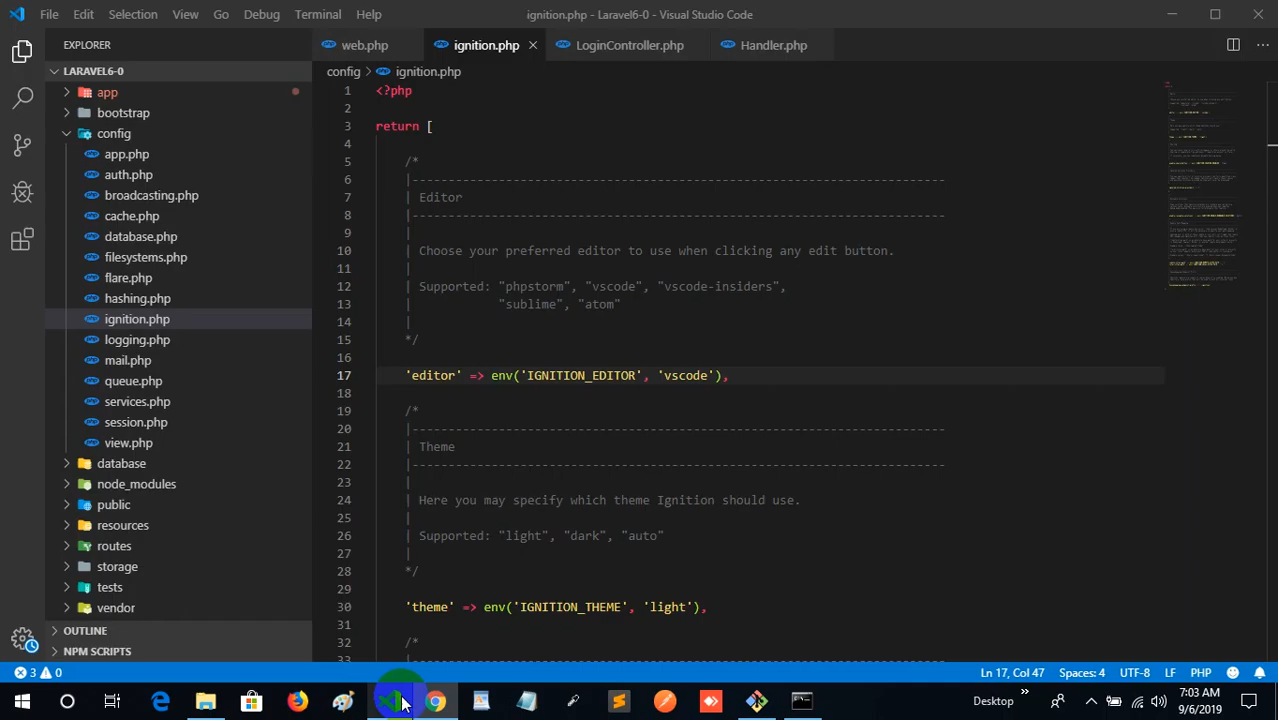 File Edit Selection View Go Debug Terminal Help
ignition.php - Laravel6-0 - Visual Studio Code
EXPLORER
LARAVEL6-0
app
bootstrap
config
app.php
auth.php
broadcasting.php
cache.php
database.php
filesystems.php
flare.php
hashing.php
ignition.php
logging.php
mail.php
queue.php
services.php
session.php
view.php
database
node_modules
public
resources
routes
storage
tests
vendor
OUTLINE
NPM SCRIPTS
web.php ignition.php LoginController.php Handler.php
config > ignition.php
1 <?php
2
3 return [
4
5 /*
6 |--------------------------------------------------------------------------
7 | Editor
8 |--------------------------------------------------------------------------
9 |
10 | Choose your preferred editor to use when clicking any edit button.
11 |
12 | Supported: "phpstorm", "vscode", "vscode-insiders",
13 | "sublime", "atom"
14 |
15 */
16
17 'editor' => env('IGNITION_EDITOR', 'vscode'),
18
19 /*
20 |--------------------------------------------------------------------------
21 | Theme
22 |--------------------------------------------------------------------------
23 |
24 | Here you may specify which theme Ignition should use.
25 |
26 | Supported: "light", "dark", "auto"
27 |
28 */
29
30 'theme' => env('IGNITION_THEME', 'light'),
31
32 /*
33 |--------------------------------------------------------------------------
3 0
Ln 17, Col 47 Spaces: 4 UTF-8 LF PHP
Desktop
7:03 AM
9/6/2019